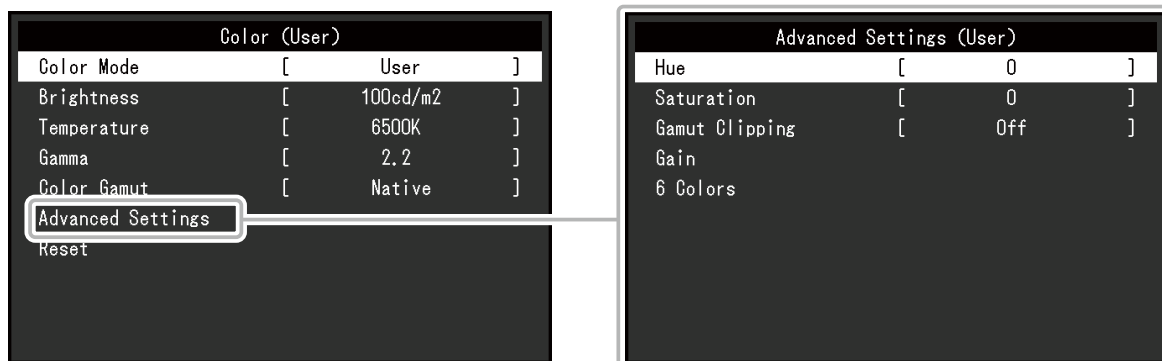 Color (User)
Color Mode [ User ]
Brightness [ 100cd/m2 ]
Temperature [ 6500K ]
Gamma [ 2.2 ]
Color Gamut [ Native ]
Advanced Settings
Reset
Advanced Settings (User)
Hue [ 0 ]
Saturation [ 0 ]
Gamut Clipping [ Off ]
Gain
6 Colors